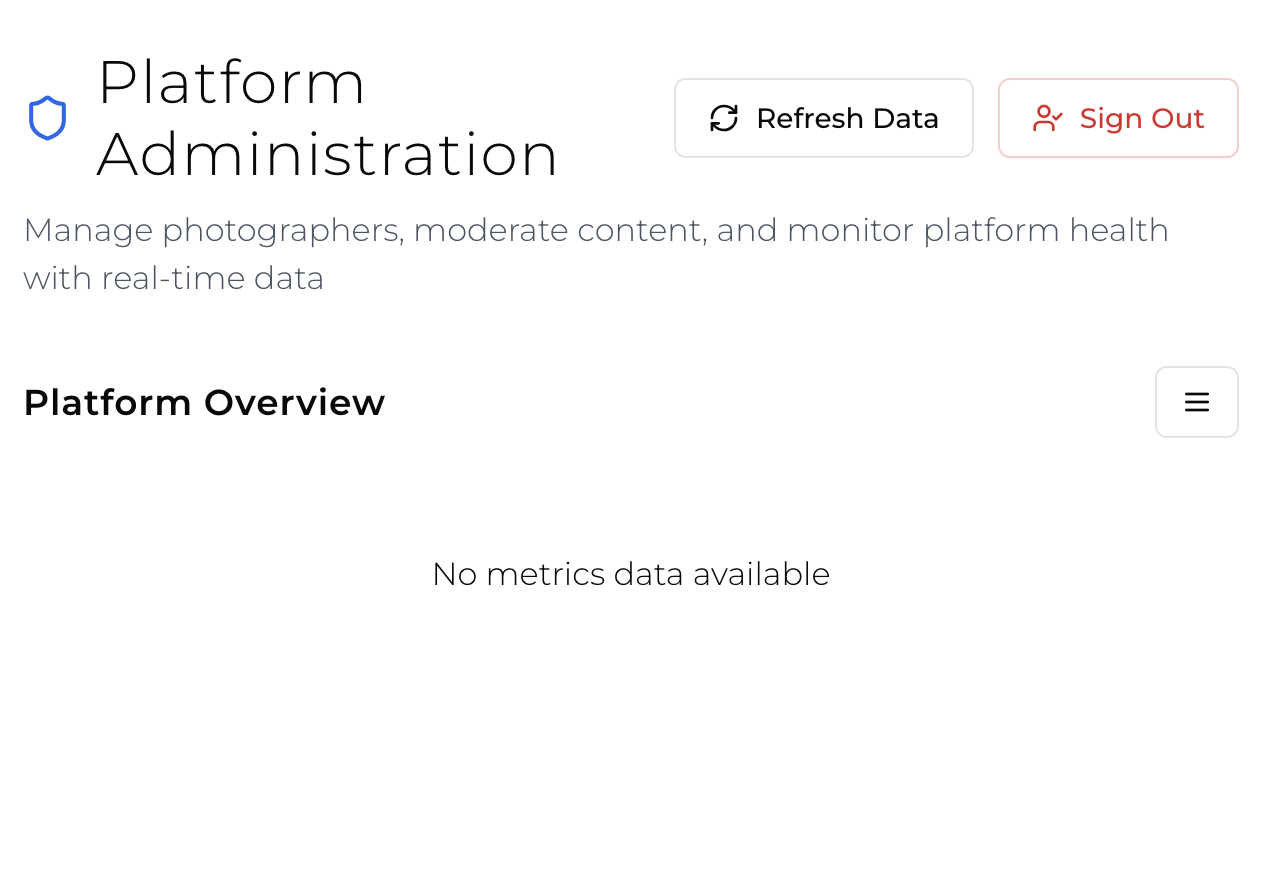 Platform
Administration
Refresh Data
Sign Out
Manage photographers, moderate content, and monitor platform health
with real-time data
Platform Overview
No metrics data available